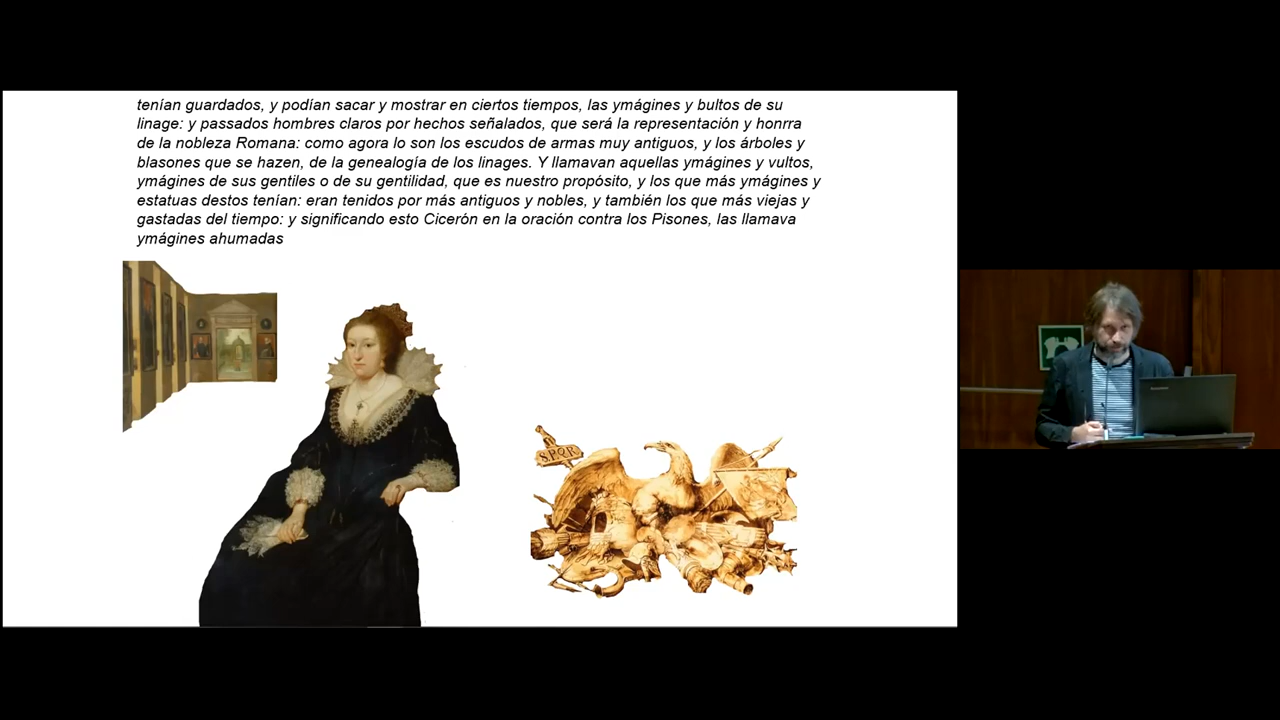 tenían guardados, y podían sacar y mostrar en ciertos tiempos, las ymágines y bultos de su
linage: y passados hombres claros por hechos señalados, que será la representación y honrra
de la nobleza Romana: como agora lo son los escudos de armas muy antiguos, y los árboles y
blasones que se hazen, de la genealogía de los linages. Y llamavan aquellas ymágines y vultos,
ymágines de sus gentiles o de su gentilidad, que es nuestro propósito, y los que más ymágines y
estatuas destos tenían: eran tenidos por más antiguos y nobles, y también los que más viejas y
gastadas del tiempo: y significando esto Cicerón en la oración contra los Pisones, las llamava
ymágines ahumadas
S.P.Q.R